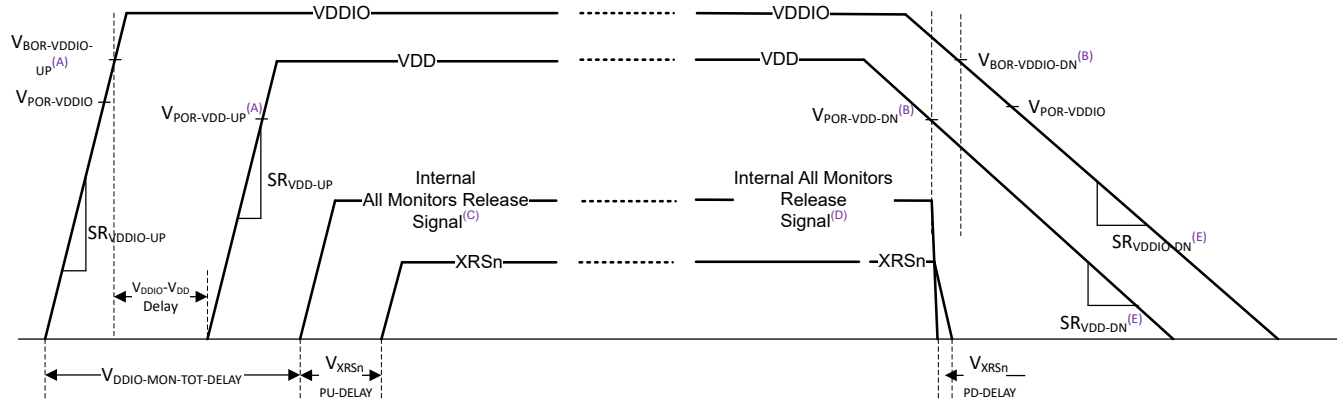 VDDIO
VDDIO
VBOR-VDDIO-
UP(A)
VDD
VDD
VBOR-VDDIO-DN(B)
VPOR-VDDIO
VPOR-VDD-UP(A)
VPOR-VDD-DN(B)
VPOR-VDDIO
SRVDD-UP
Internal
All Monitors Release
Signal(C)
Internal All Monitors
Release
Signal(D)
SRVDDIO-UP
SRVDDIO-DN(E)
XRSn
XRSn
VDDIO-VDD
Delay
SRVDD-DN(E)
VDDIO-MON-TOT-DELAY
VXRSn
PU-DELAY
VXRSn
PD-DELAY